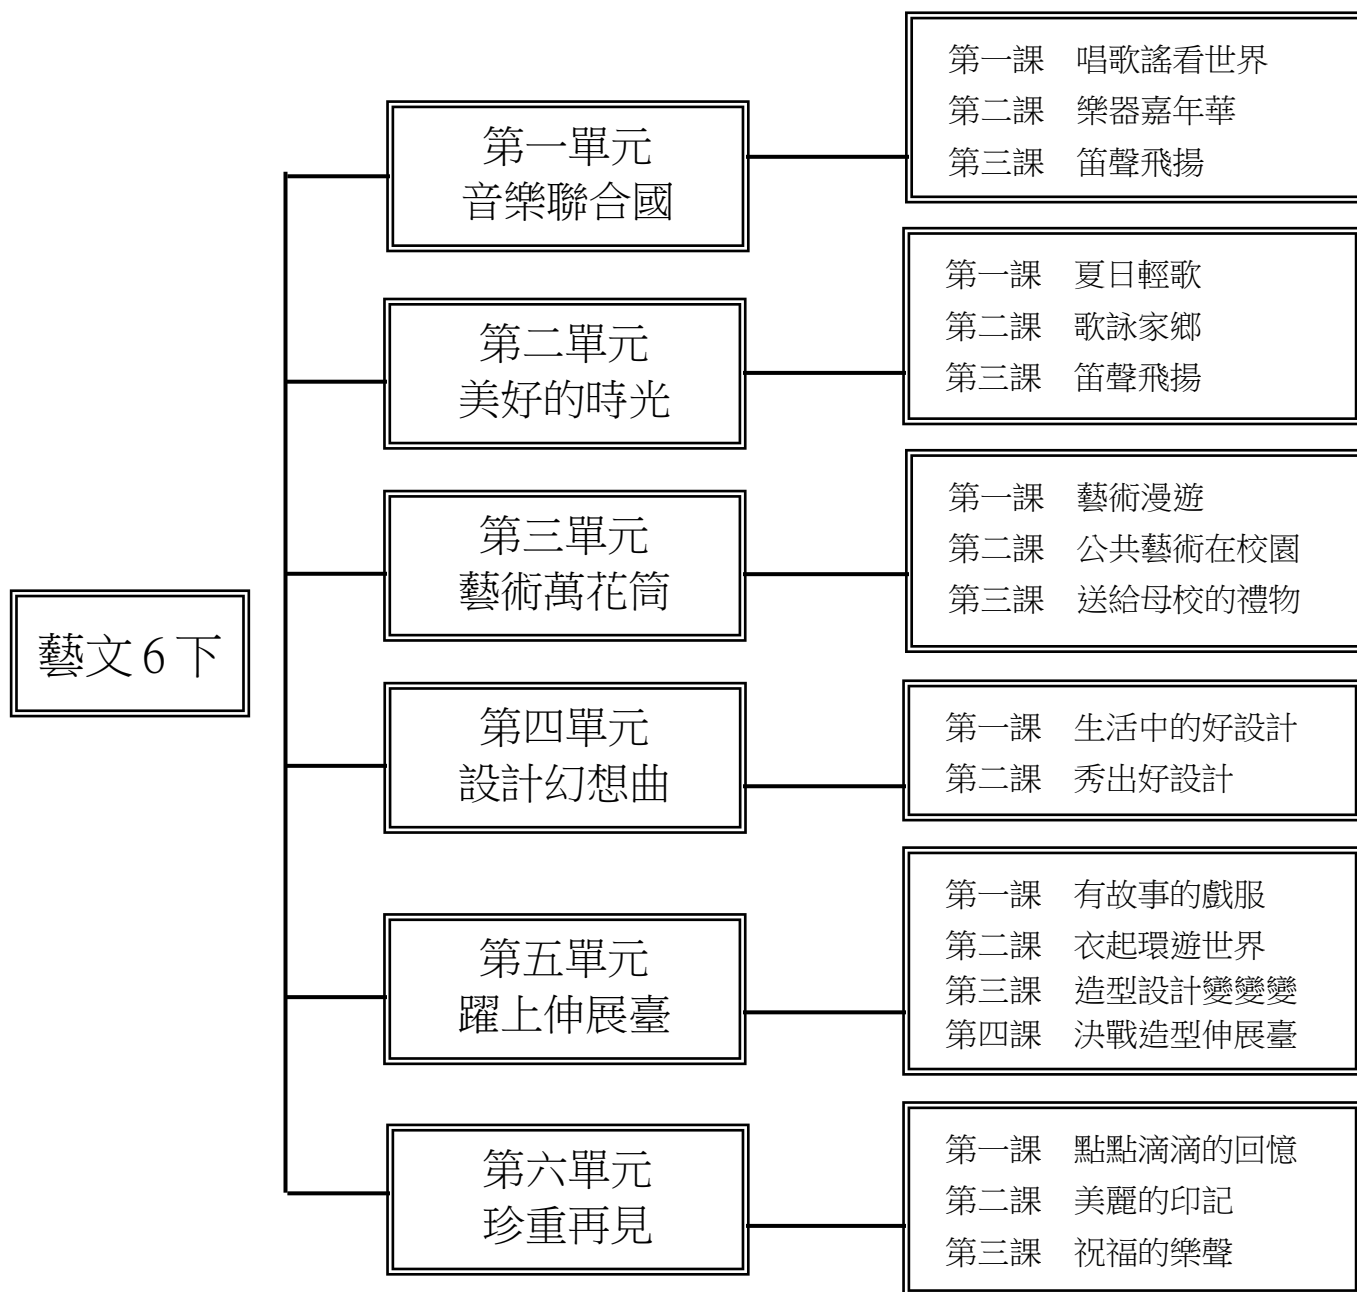 藝文6下
第一單元
音樂聯合國
第一課　唱歌謠看世界
第二課　樂器嘉年華
第三課　笛聲飛揚
第二單元
美好的時光
第一課　夏日輕歌
第二課　歌詠家鄉
第三課　笛聲飛揚
第三單元
藝術萬花筒
第一課　藝術漫遊
第二課　公共藝術在校園
第三課　送給母校的禮物
第四單元
設計幻想曲
第一課　生活中的好設計
第二課　秀出好設計
第五單元
躍上伸展臺
第一課　有故事的戲服
第二課　衣起環遊世界
第三課　造型設計變變變
第四課　決戰造型伸展臺
第六單元
珍重再見
第一課　點點滴滴的回憶
第二課　美麗的印記
第三課　祝福的樂聲